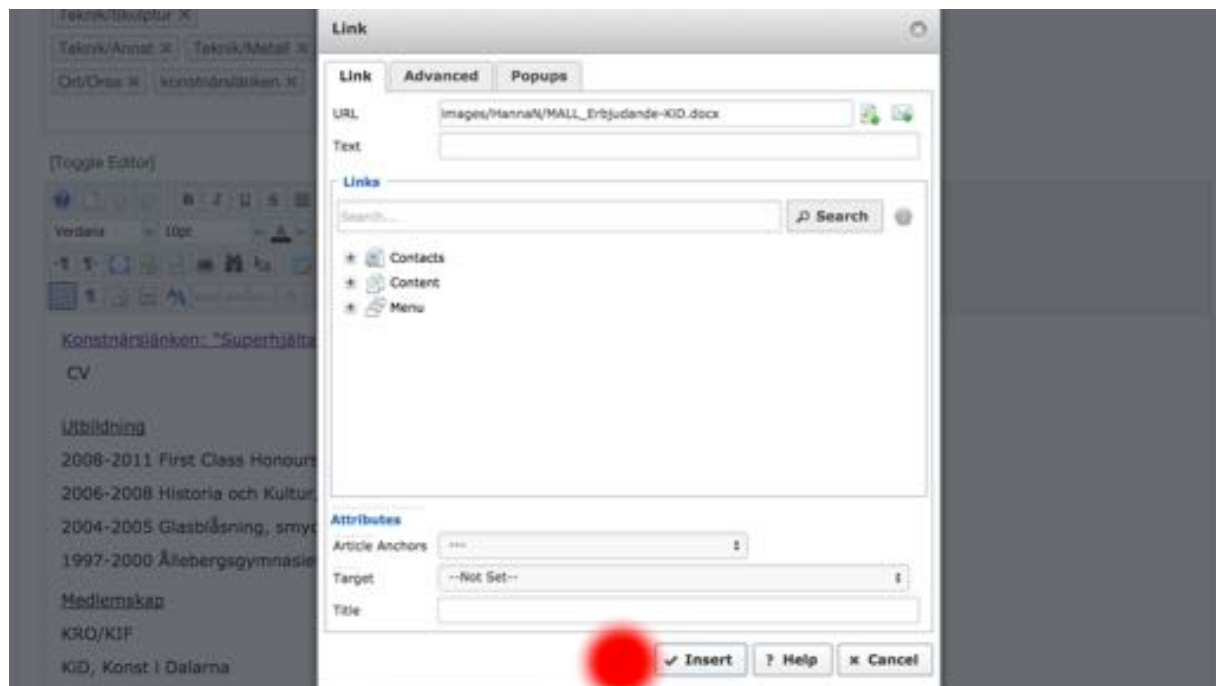 Teknik/Skulptur ×
Teknik/Annat × Teknik/Metall ×
Ort/Orsa × konstnärslänken ×
[Toggle Editor]
B I U S
Verdana 10pt
Konstnärslänken: "Superhjälta
CV
Utbildning
2008-2011 First Class Honours
2006-2008 Historia och Kultur,
2004-2005 Glasblåsning, smyc
1997-2000 Ållebergsgymnasie
Medlemskap
KRO/KIF
KiD, Konst i Dalarna
Link
Link Advanced Popups
URL images/HannaN/MALL_Erbjudande-KiD.docx
Text
Links
Search... Search
Contacts
Content
Menu
Attributes
Article Anchors ---
Target --Not Set--
Title
Insert ? Help × Cancel